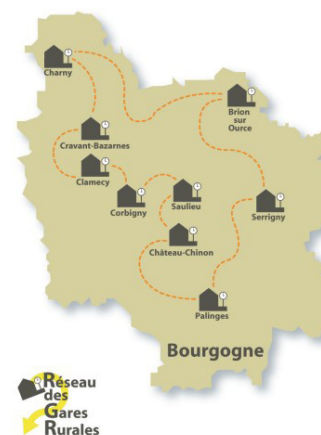 Charny
Brion
sur
Ource
Cravant-Bazarnes
Clamecy
Corbigny
Saulieu
Serrigny
Château-Chinon
Palinges
Bourgogne
Réseau
des
Gares
Rurales